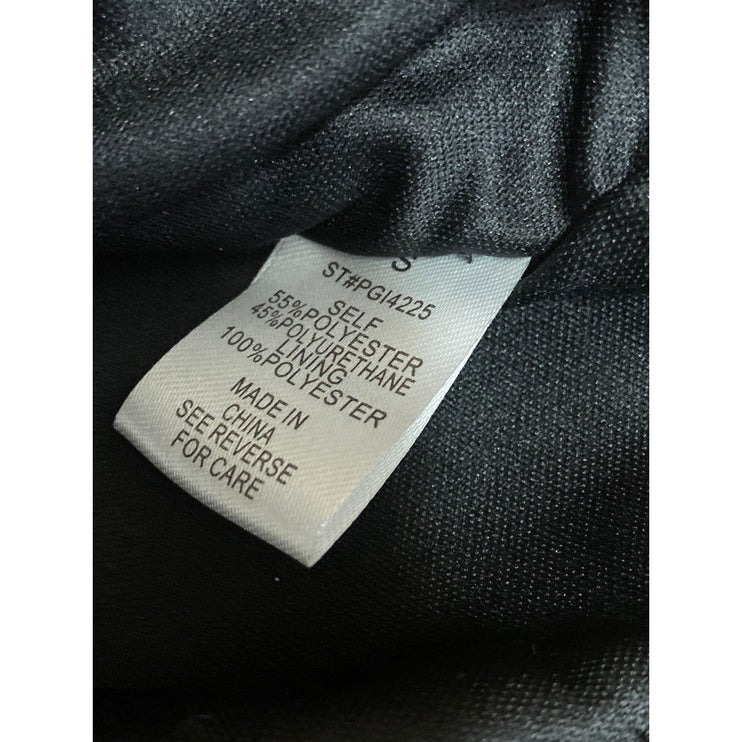 S
ST#PGI4225
SELF
55%POLYESTER
45%POLYURETHANE
LINING
100%POLYESTER
MADE IN
CHINA
SEE REVERSE
FOR CARE